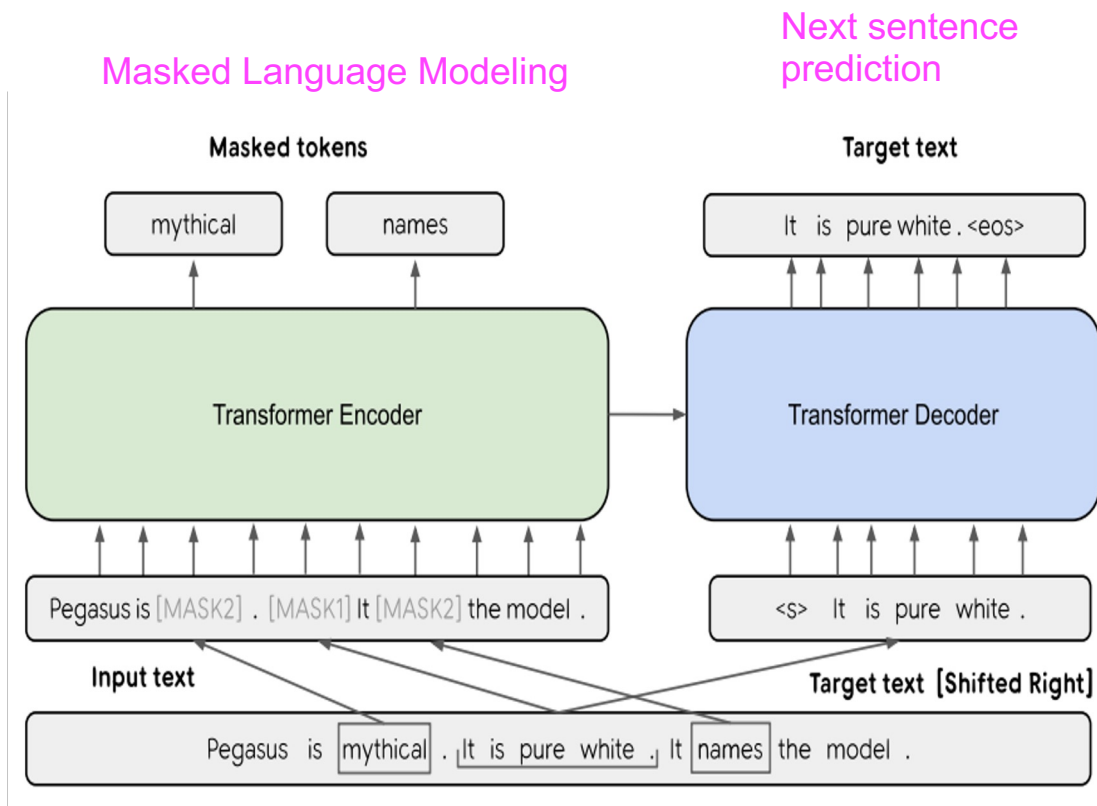 Next sentence
prediction
Masked Language Modeling
Masked tokens
Target text
mythical
names
It is pure white . <eos>
Transformer Encoder
Transformer Decoder
Pegasus is [MASK2] . [MASK1] It [MASK2] the model .
<s> It is pure white .
Input text
Target text [Shifted Right]
Pegasus is mythical . It is pure white . It names the model .